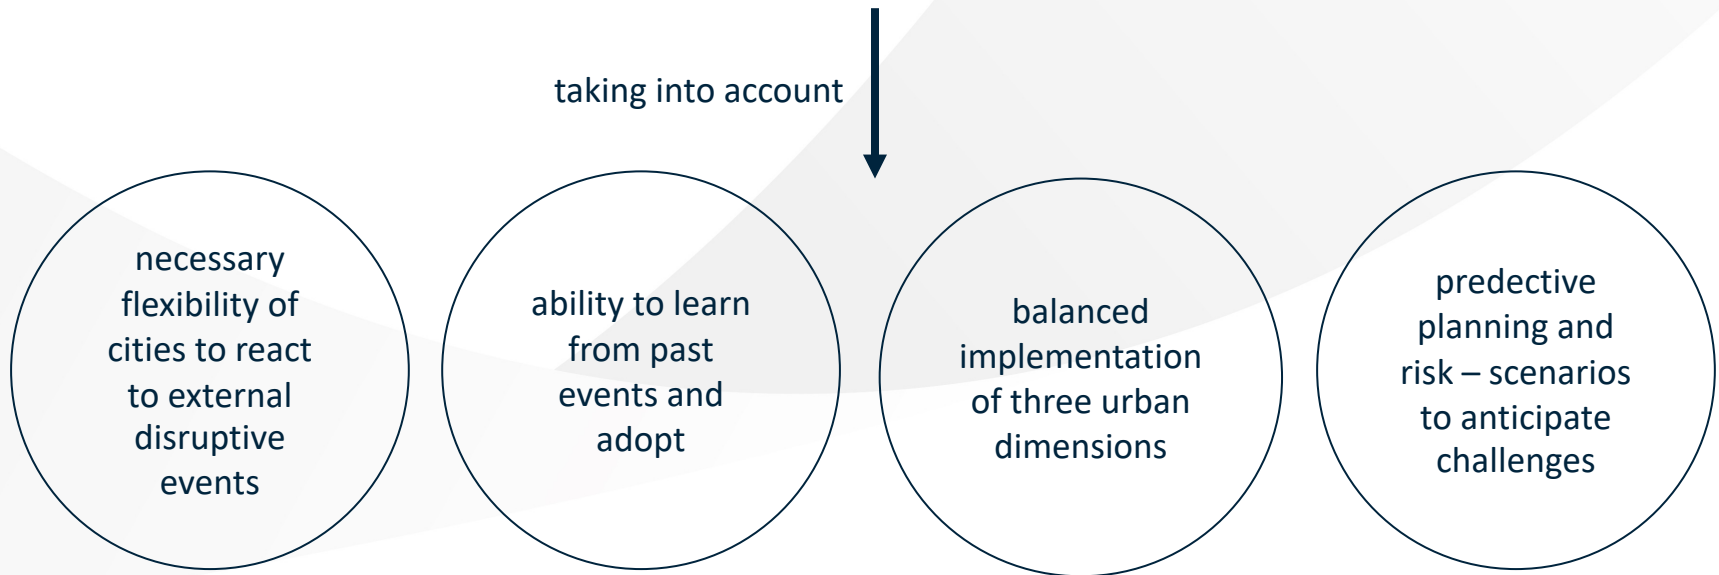 taking into account
necessary
flexibility of
cities to react
to external
disruptive
events
ability to learn
from past
events and
adopt
balanced
implementation
of three urban
dimensions
predective
planning and
risk – scenarios
to anticipate
challenges